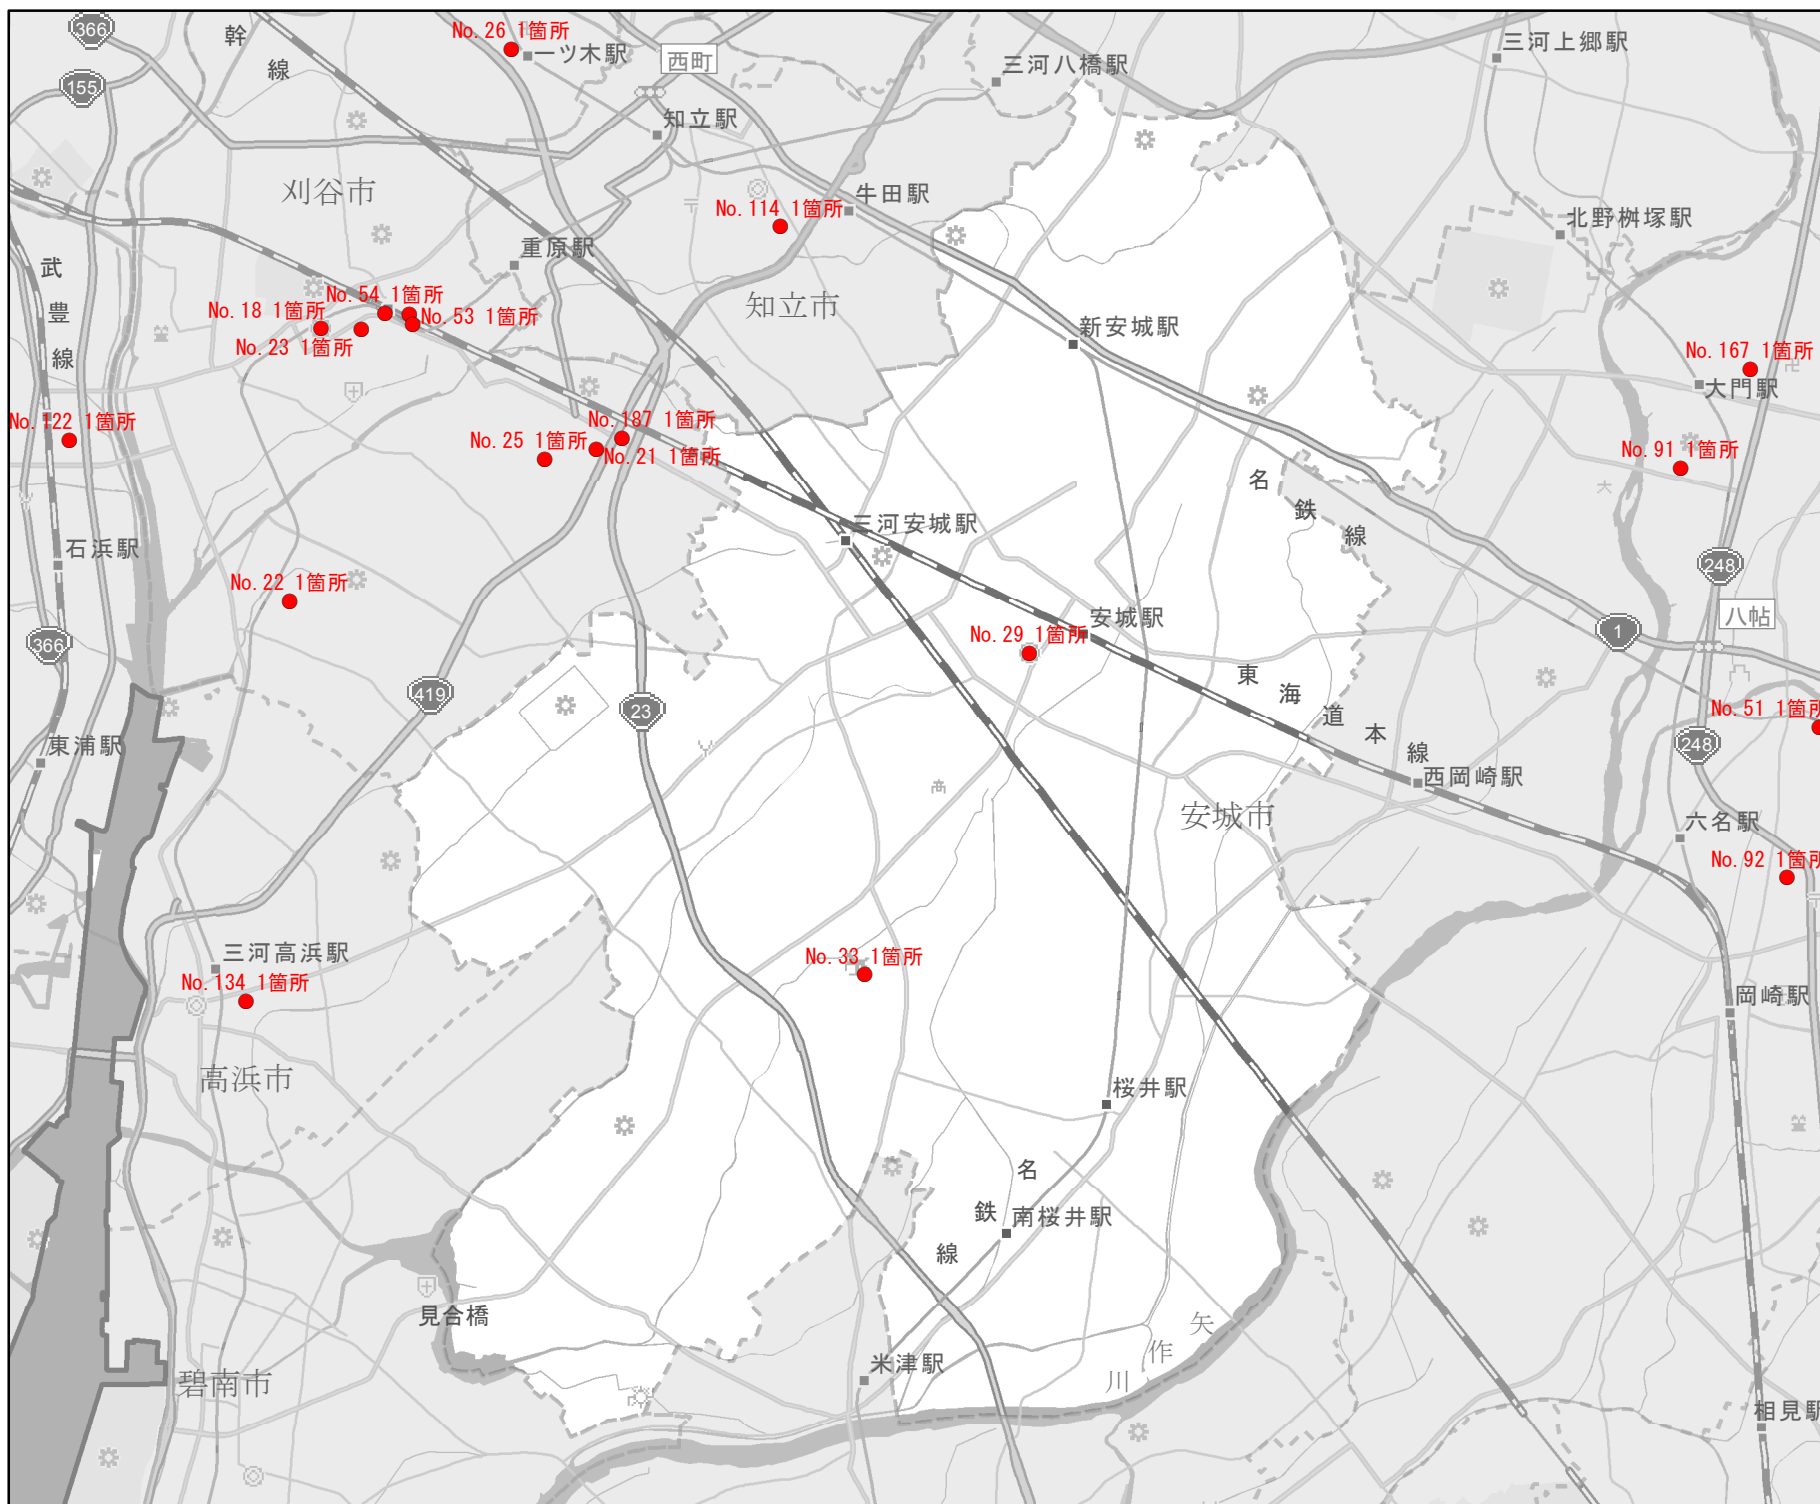 366
幹
線
No.26 1箇所
一ツ木駅
西町
三河八橋駅
三河上郷駅
155
知立駅
刈谷市
牛田駅
No.114 1箇所
北野桝塚駅
重原駅
武
豊
線
知立市
No.54 1箇所
No.18 1箇所
No.53 1箇所
No.23 1箇所
新安城駅
No.167 1箇所
大門駅
No.122 1箇所
No.187 1箇所
No.25 1箇所
No.21 1箇所
No.91 1箇所
名
鉄
線
三河安城駅
石浜駅
248
No.22 1箇所
八帖
1
安城駅
No.29 1箇所
366
東
海
道
本
線
419
23
No.51 1箇所
東浦駅
248
西岡崎駅
安城市
六名駅
No.92 1箇所
三河高浜駅
No.33 1箇所
No.134 1箇所
岡崎駅
高浜市
桜井駅
名
鉄
線
南桜井駅
見合橋
矢
作
川
米津駅
碧南市
相見駅